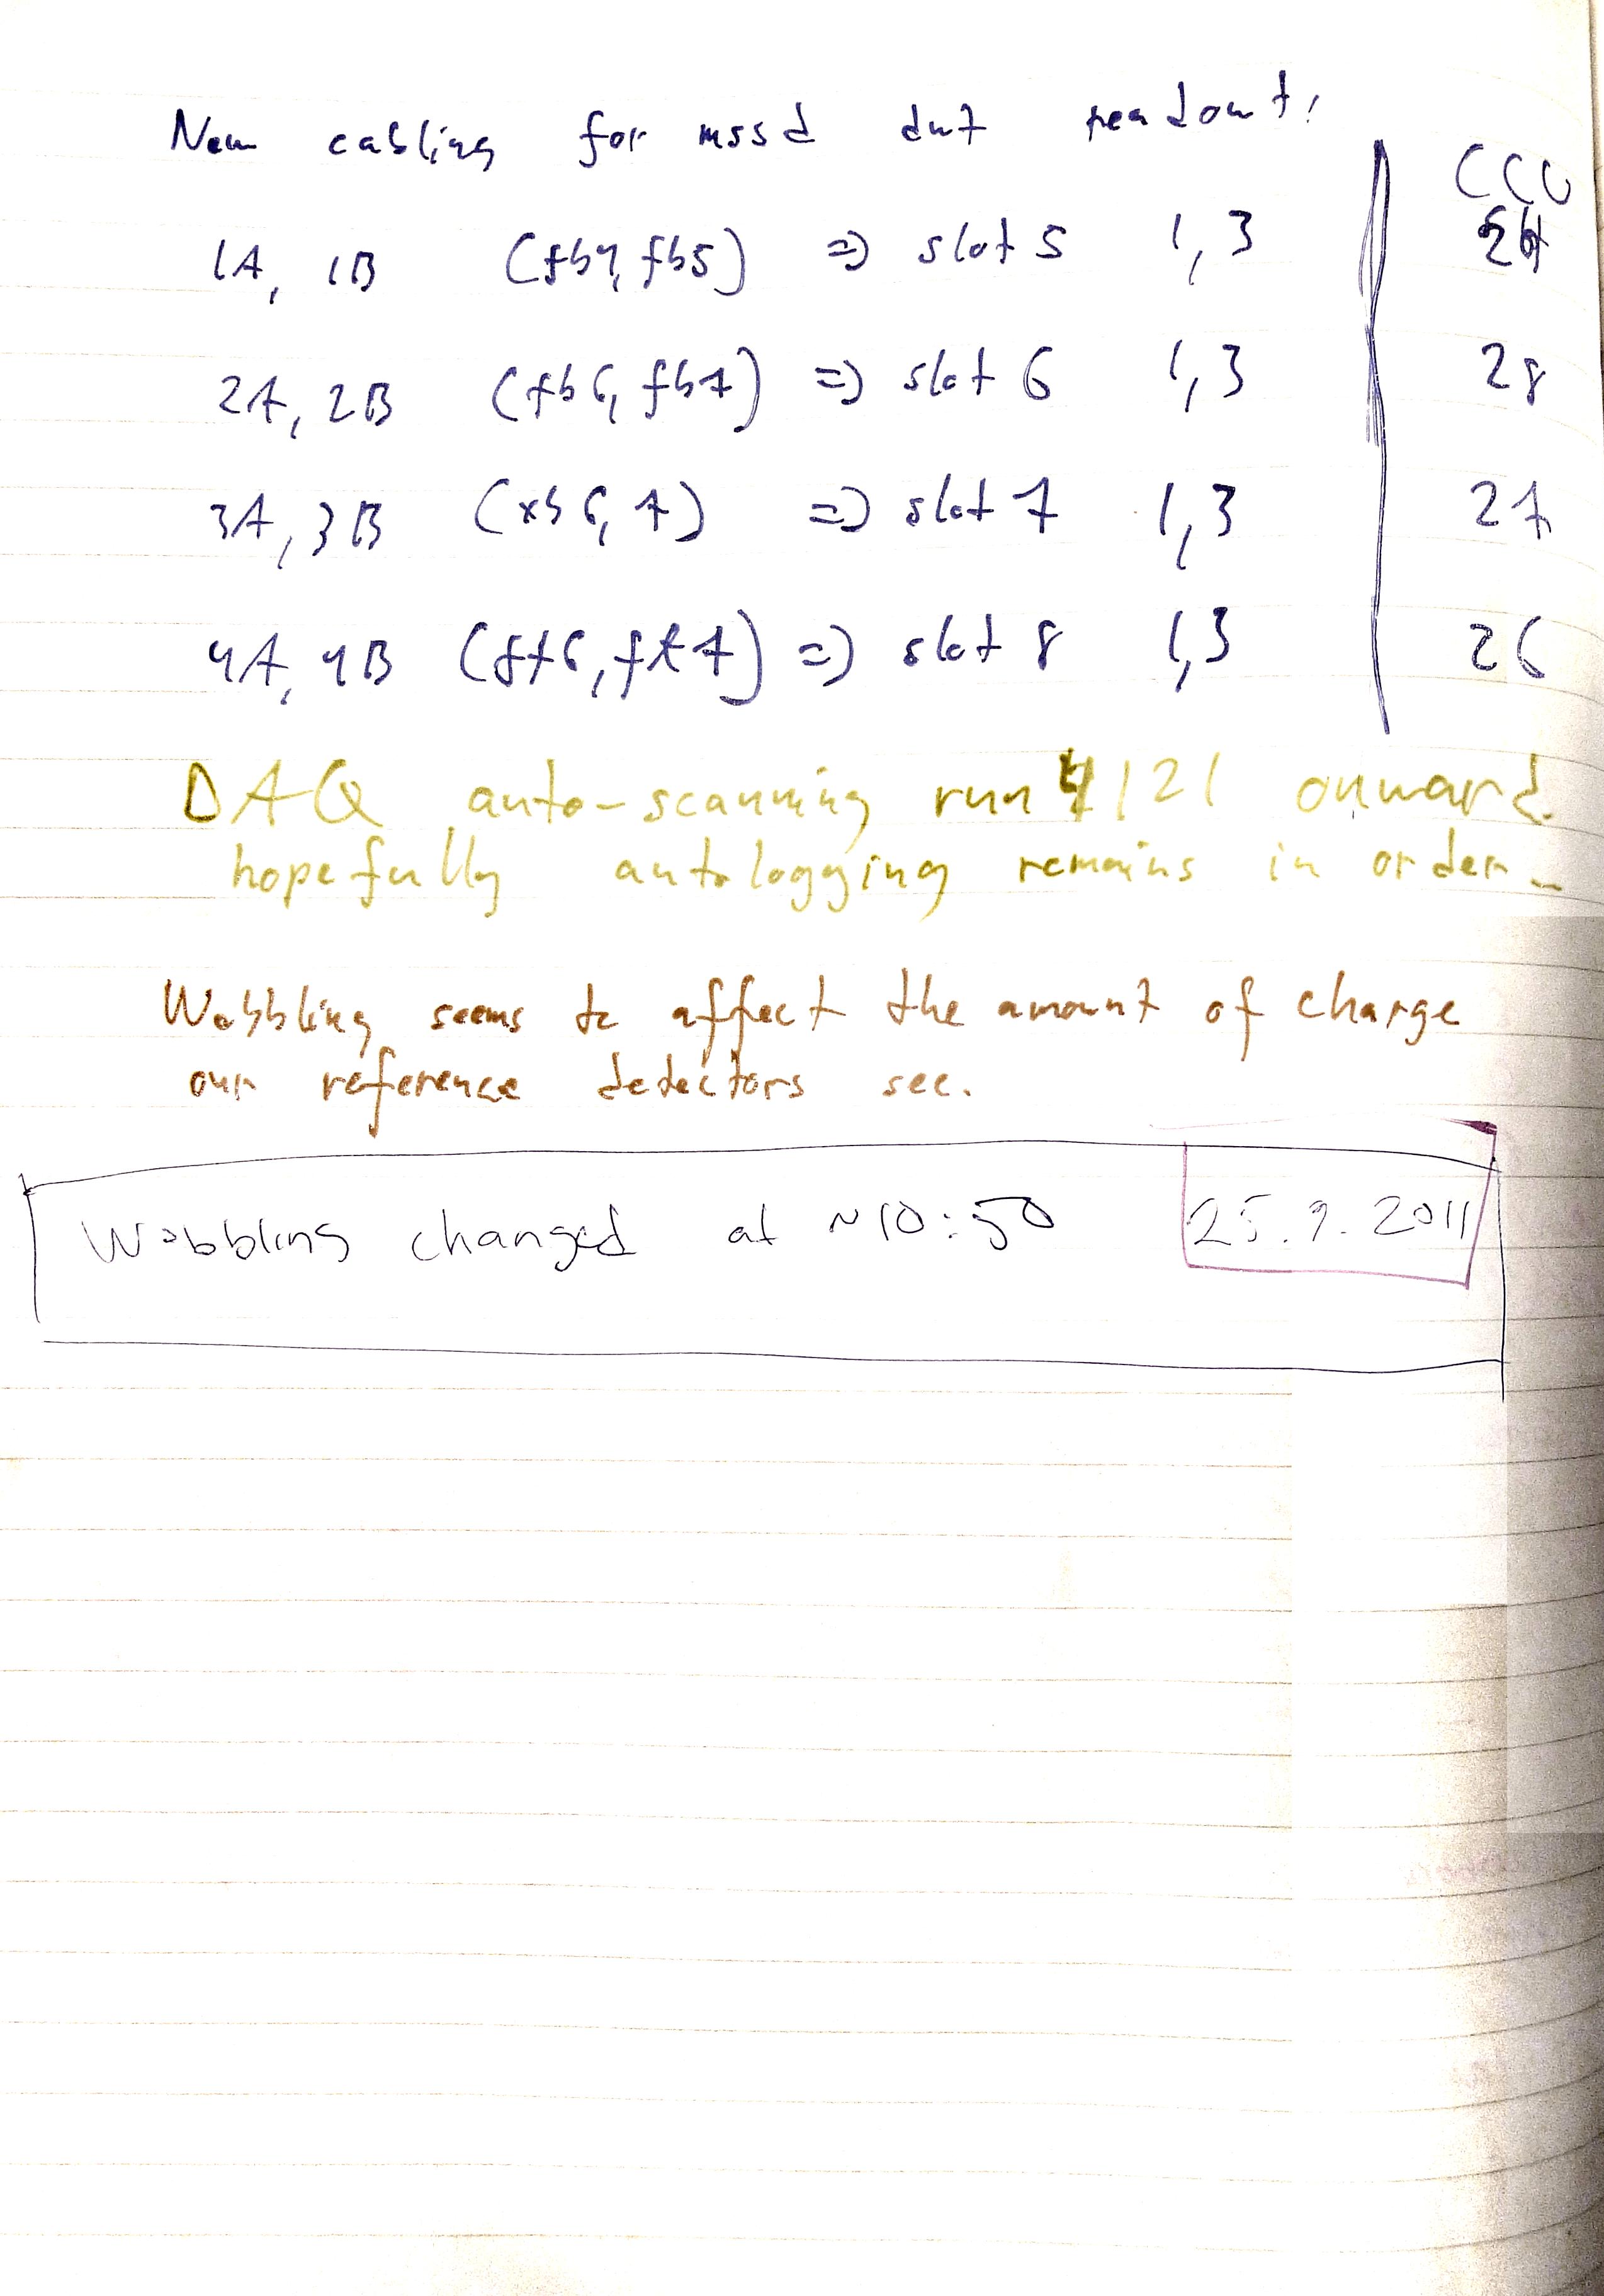 New cabling for mssd dut readout:
CCU
1A, 1B (fb4, fb5) => slot 5 1,3
2A, 2B (fb6, fb7) => slot 6 1,3 28
3A, 3B (xb6, 7) => slot 7 1,3 27
4A, 4B (ft6, ft7) => slot 8 1,3 26
DAQ auto-scanning run 4121 onward
hopefully autologging remains in order
Wobbling seems to affect the amount of charge
our reference detectors see.
Wobbling changed at ~10:50 25.9.2011